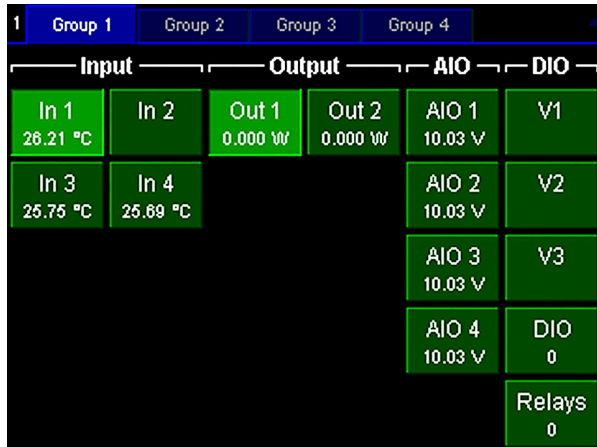 1 Group 1 Group 2 Group 3 Group 4
Input Output AIO DIO
In 1 In 2 Out 1 Out 2 AIO 1 V1
26.21 ºC 0.000 W 0.000 W 10.03 V
In 3 In 4 AIO 2 V2
25.75 ºC 25.69 ºC 10.03 V
AIO 3 V3
10.03 V
AIO 4 DIO
10.03 V 0
Relays
0